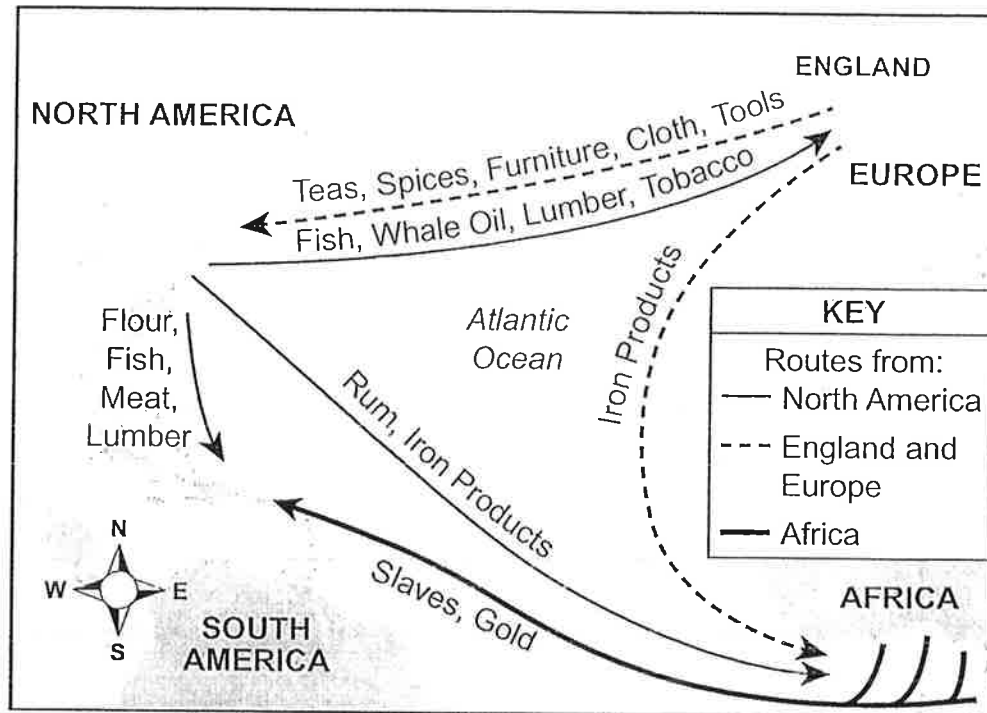 ENGLAND
NORTH AMERICA
Teas, Spices, Furniture, Cloth, Tools
EUROPE
Fish, Whale Oil, Lumber, Tobacco
Flour,
Fish,
Meat,
Lumber
Atlantic
Ocean
Iron Products
Rum, Iron Products
Slaves, Gold
KEY
Routes from:
North America
England and
Europe
Africa
N
W
E
S
SOUTH
AMERICA
AFRICA